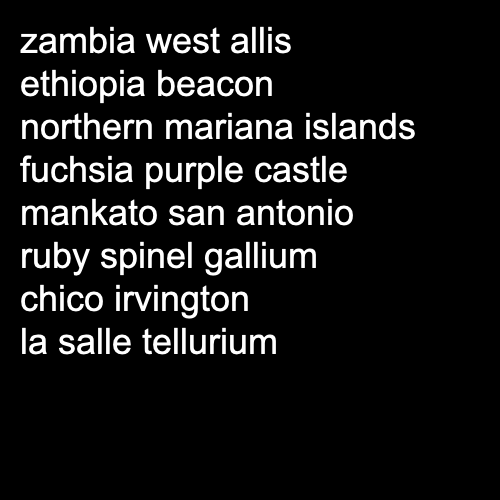 zambia west allis
ethiopia beacon
northern mariana islands
fuchsia purple castle
mankato san antonio
ruby spinel gallium
chico irvington
la salle tellurium